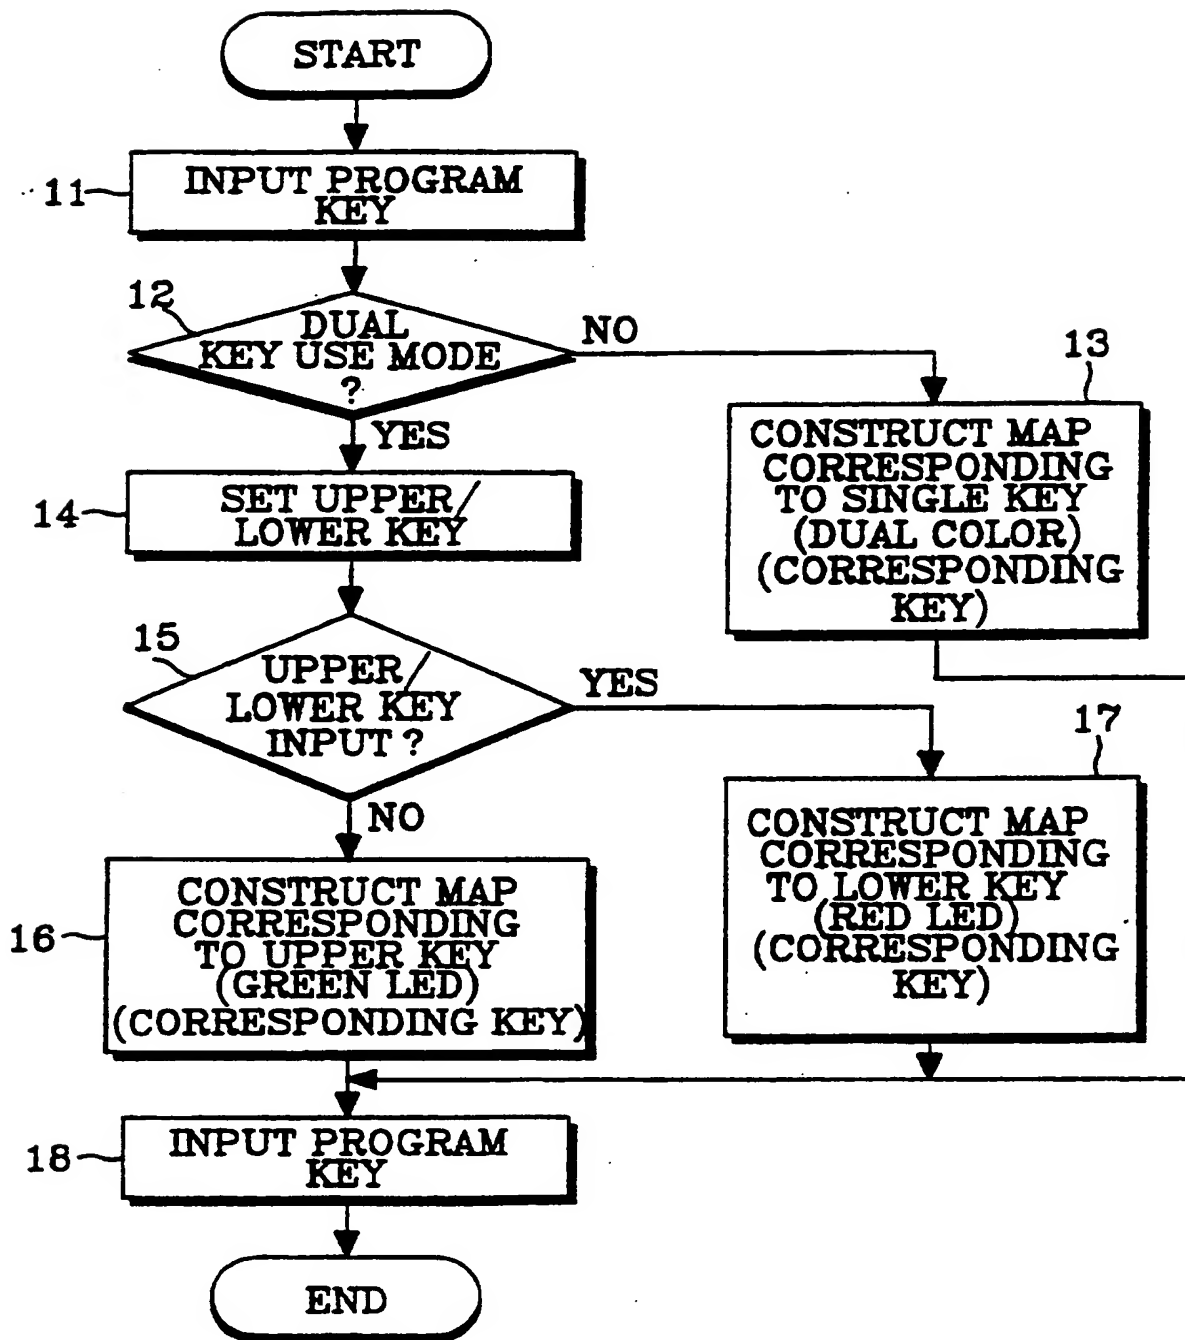 START
11
INPUT PROGRAM
KEY
12
DUAL
KEY USE MODE
?
NO
YES
13
CONSTRUCT MAP
CORRESPONDING
TO SINGLE KEY
(DUAL COLOR)
(CORRESPONDING
KEY)
14
SET UPPER/
LOWER KEY
15
UPPER/
LOWER KEY
INPUT?
YES
NO
17
CONSTRUCT MAP
CORRESPONDING
TO LOWER KEY
(RED LED)
(CORRESPONDING
KEY)
16
CONSTRUCT MAP
CORRESPONDING
TO UPPER KEY
(GREEN LED)
(CORRESPONDING KEY)
18
INPUT PROGRAM
KEY
END